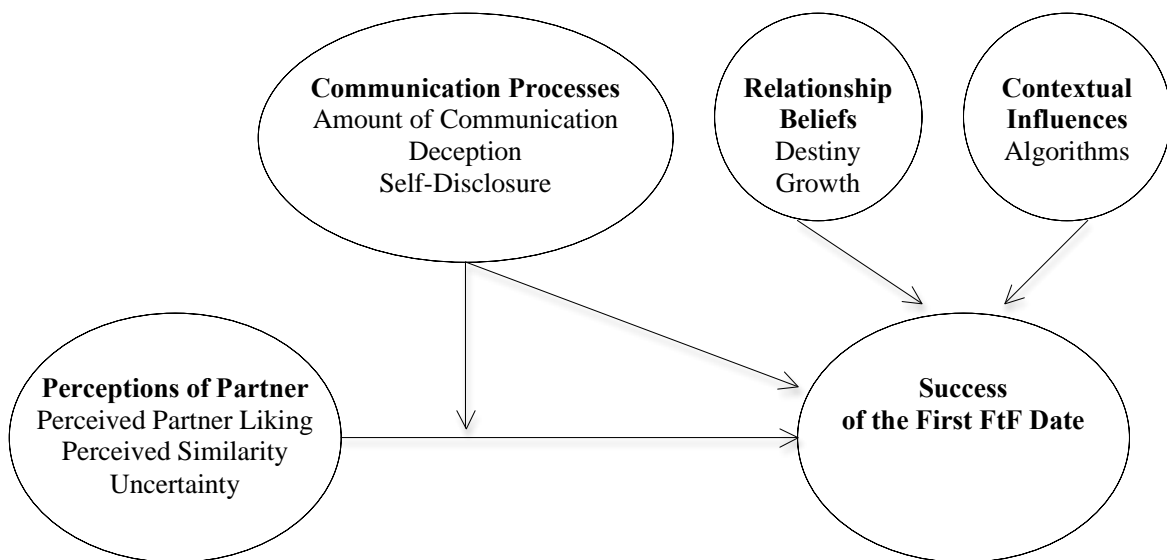 Communication Processes
Amount of Communication
Deception
Self-Disclosure
Relationship
Beliefs
Destiny
Growth
Contextual
Influences
Algorithms
Perceptions of Partner
Perceived Partner Liking
Perceived Similarity
Uncertainty
Success
of the First FtF Date